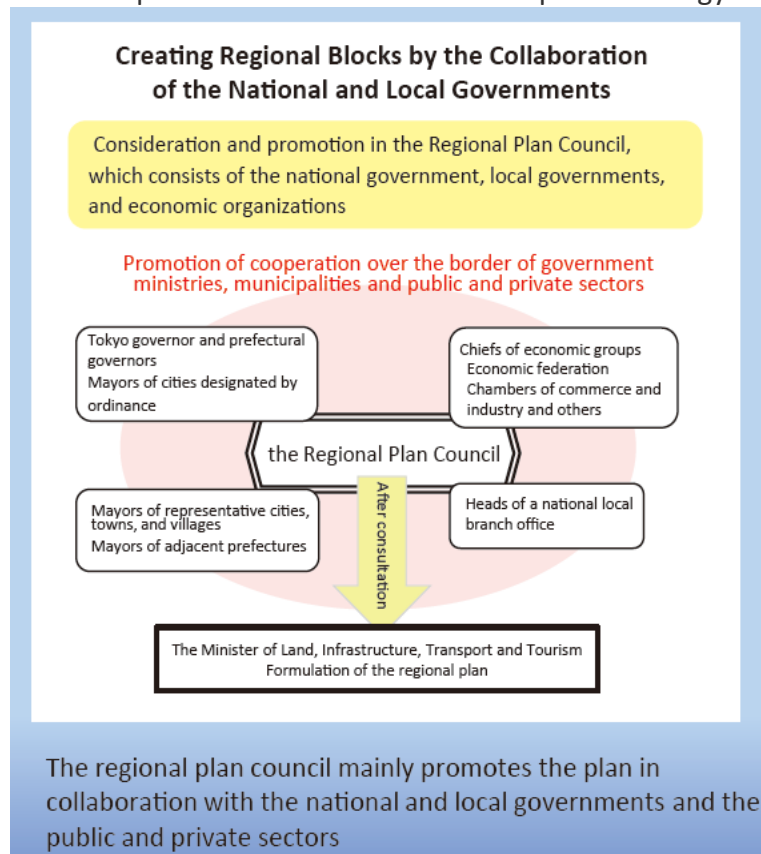 Creating Regional Blocks by the Collaboration
of the National and Local Governments
Consideration and promotion in the Regional Plan Council,
which consists of the national government, local governments,
and economic organizations
Promotion of cooperation over the border of government
ministries, municipalities and public and private sectors
Tokyo governor and prefectural
governors
Mayors of cities designated by
ordinance
Chiefs of economic groups
Economic federation
Chambers of commerce and
industry and others
the Regional Plan Council
Mayors of representative cities,
towns, and villages
Mayors of adjacent prefectures
Heads of a national local
branch office
After consultation
The Minister of Land, Infrastructure, Transport and Tourism
Formulation of the regional plan
The regional plan council mainly promotes the plan in
collaboration with the national and local governments and the
public and private sectors